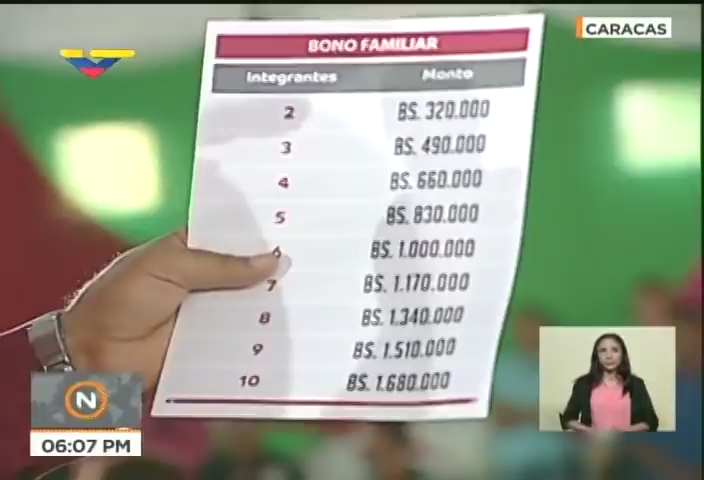 CARACAS
BONO FAMILIAR
Integrantes Monto
2 BS. 320.000
3 BS. 490.000
4 BS. 660.000
5 BS. 830.000
6 BS. 1.000.000
7 BS. 1.170.000
8 BS. 1.340.000
9 BS. 1.510.000
10 BS. 1.680.000
N
06:07 PM